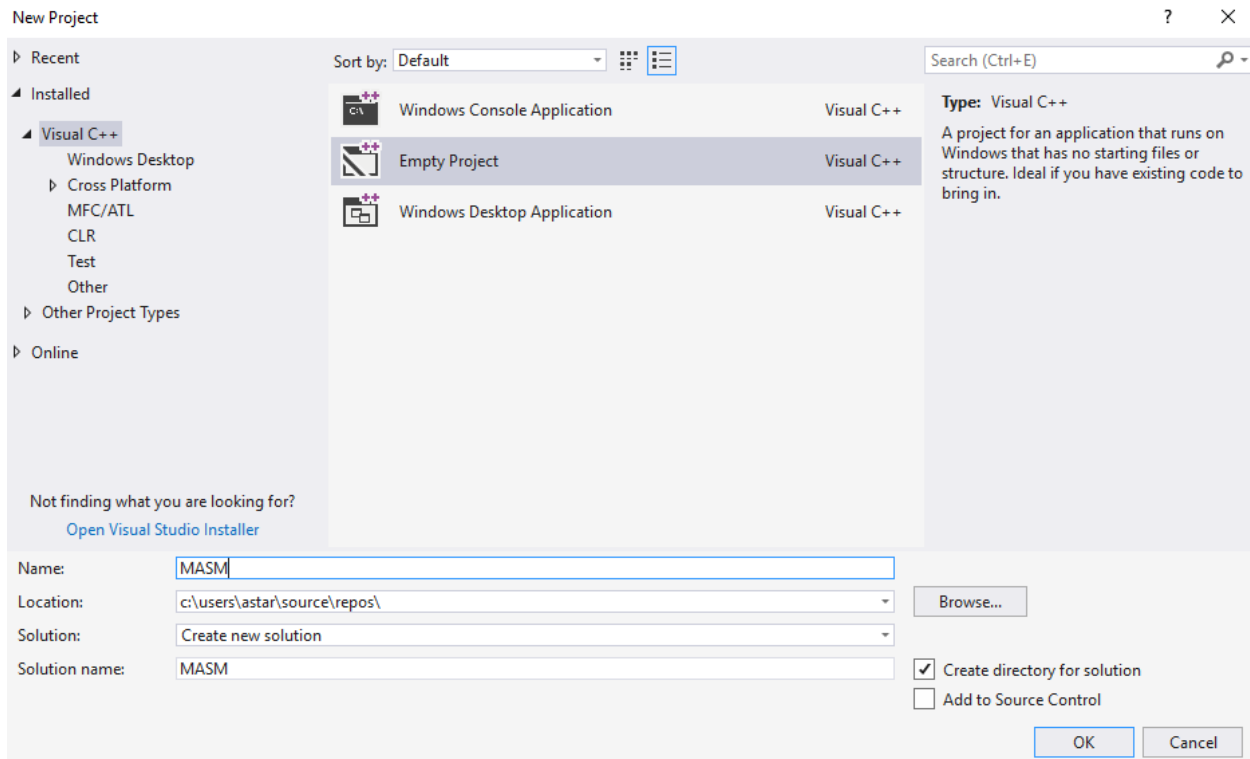 New Project
?
Recent
Installed
Visual C++
Windows Desktop
Cross Platform
MFC/ATL
CLR
Test
Other
Other Project Types
Online
Not finding what you are looking for?
Open Visual Studio Installer
Sort by: Default
Windows Console Application Visual C++
Empty Project Visual C++
Windows Desktop Application Visual C++
Search (Ctrl+E)
Type: Visual C++
A project for an application that runs on
Windows that has no starting files or
structure. Ideal if you have existing code to
bring in.
Name: MASM
Location: c:\users\astar\source\repos\ Browse...
Solution: Create new solution
Solution name: MASM
Create directory for solution
Add to Source Control
OK Cancel